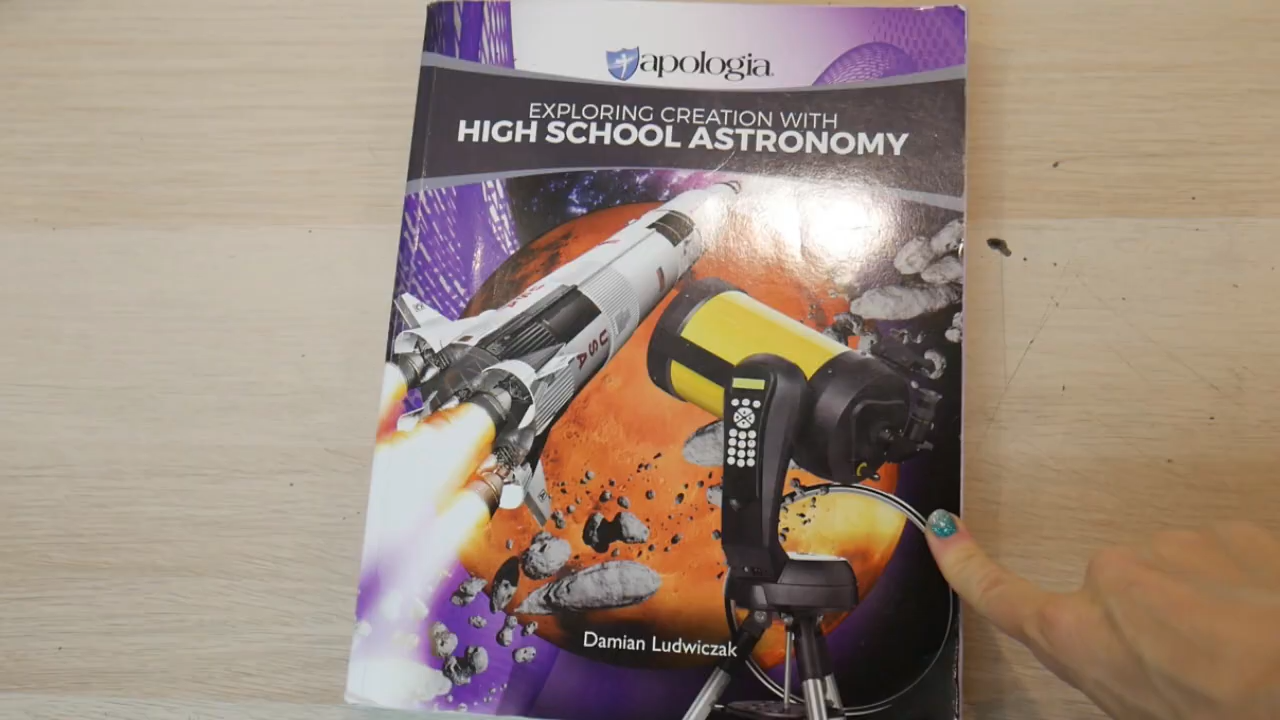 apologia
EXPLORING CREATION WITH
HIGH SCHOOL ASTRONOMY
USA
Damian Ludwiczak